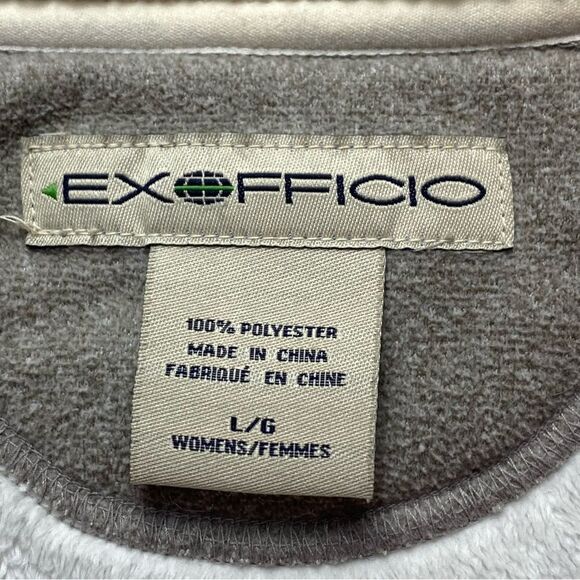 EXOFFICIO
100% POLYESTER
MADE IN CHINA
FABRIQUÉ EN CHINE
L/G
WOMENS/FEMMES